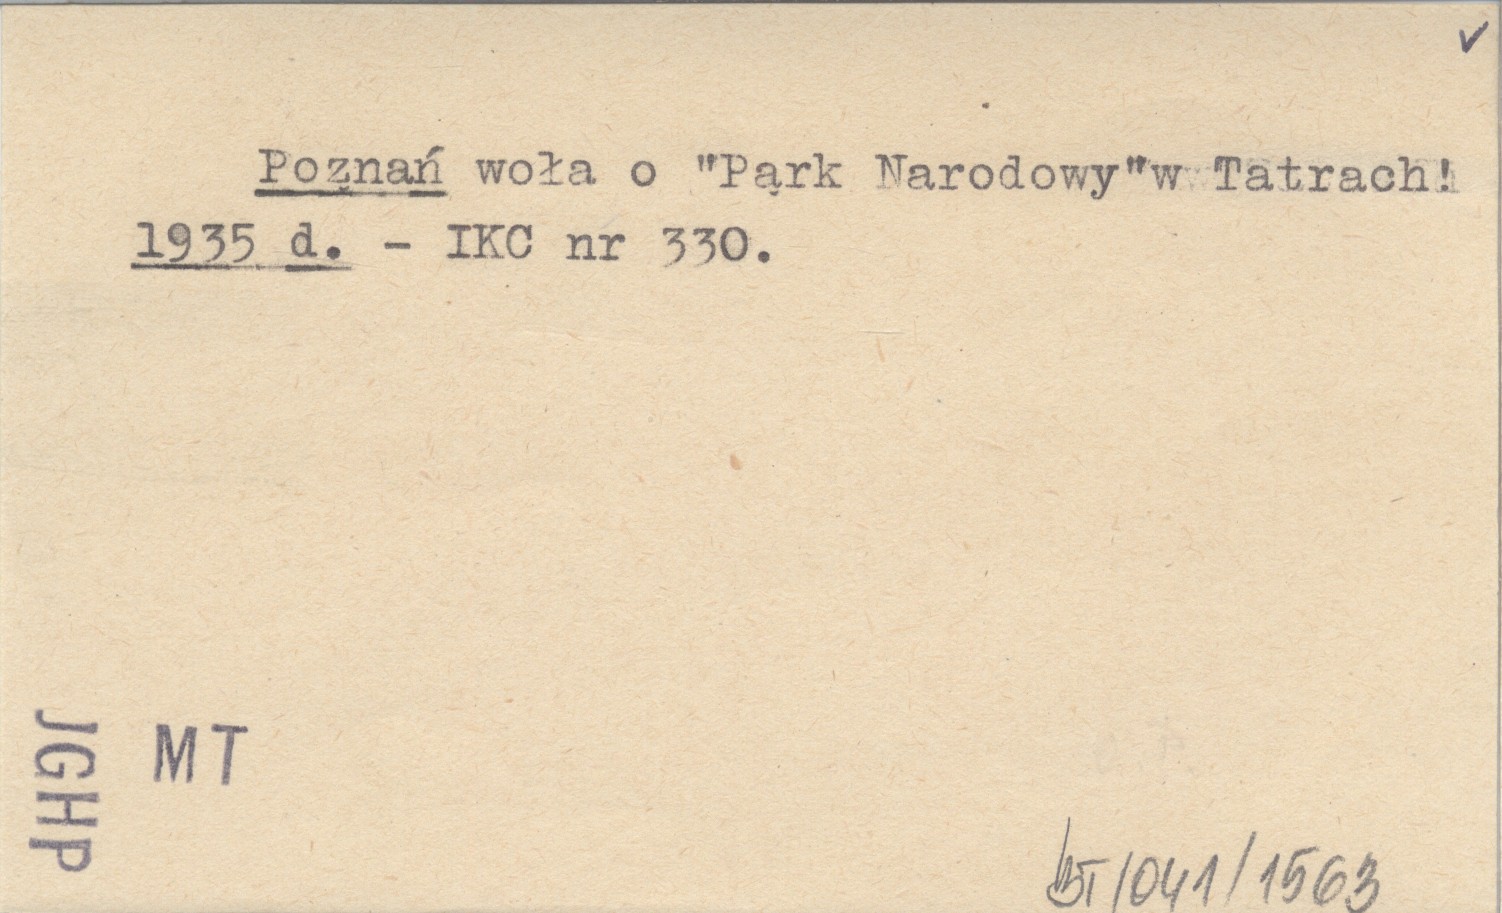 Poznań woła o "Park Narodowy"w Tatrach!
1935 d. - IKC nr 330.
MT
JGHP
BT/041/1563